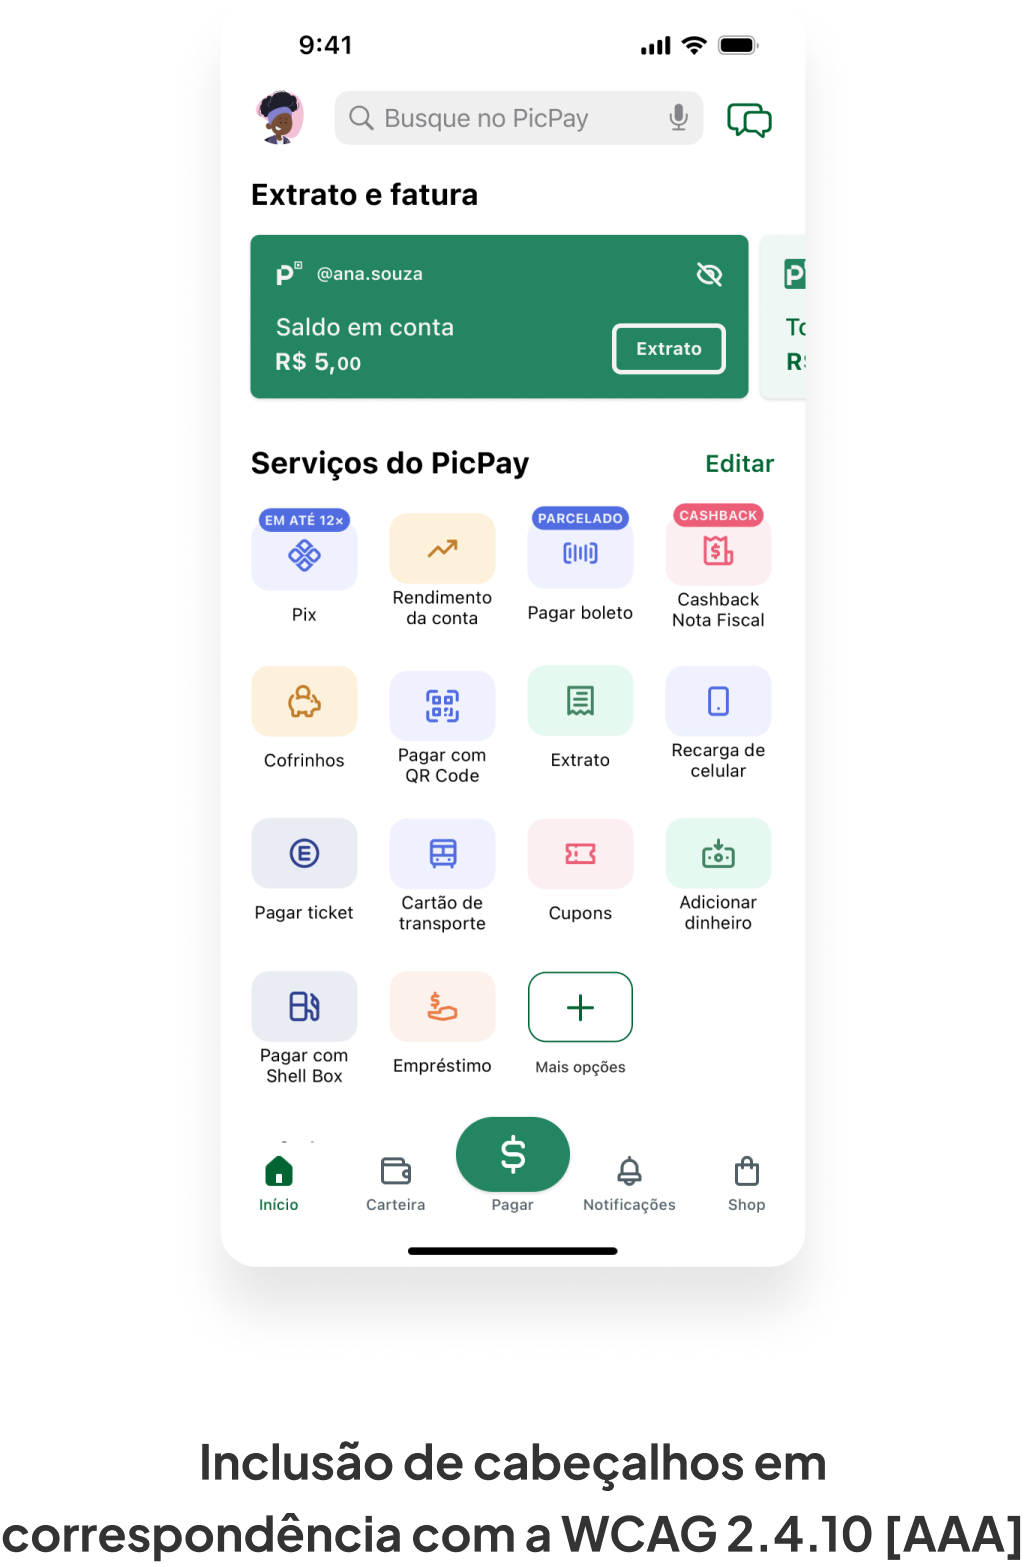 9:41
Busque no PicPay
Extrato e fatura
@ana.souza
Saldo em conta
R$ 5,00
Extrato
Serviços do PicPay
Editar
EM ATÉ 12x
PARCELADO
CASHBACK
Pix
Rendimento
da conta
Pagar boleto
Cashback
Nota Fiscal
Cofrinhos
Pagar com
QR Code
Extrato
Recarga de
celular
Pagar ticket
Cartão de
transporte
Cupons
Adicionar
dinheiro
Pagar com
Shell Box
Empréstimo
Mais opções
Início
Carteira
Pagar
Notificações
Shop
Inclusão de cabeçalhos em
correspondência com a WCAG 2.4.10 [AAA]